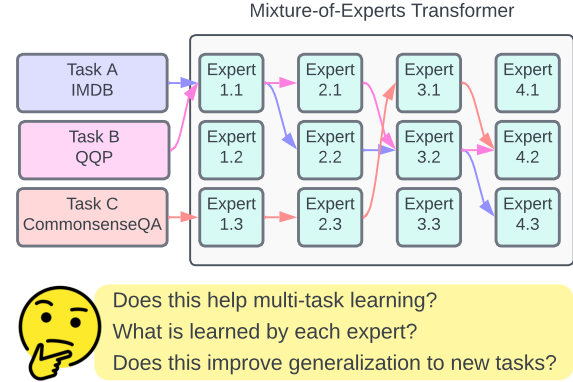 Mixture-of-Experts Transformer
Task A
IMDB
Expert
1.1
Expert
2.1
Expert
3.1
Expert
4.1
Task B
QQP
Expert
1.2
Expert
2.2
Expert
3.2
Expert
4.2
Task C
CommonsenseQA
Expert
1.3
Expert
2.3
Expert
3.3
Expert
4.3
Does this help multi-task learning?
What is learned by each expert?
Does this improve generalization to new tasks?